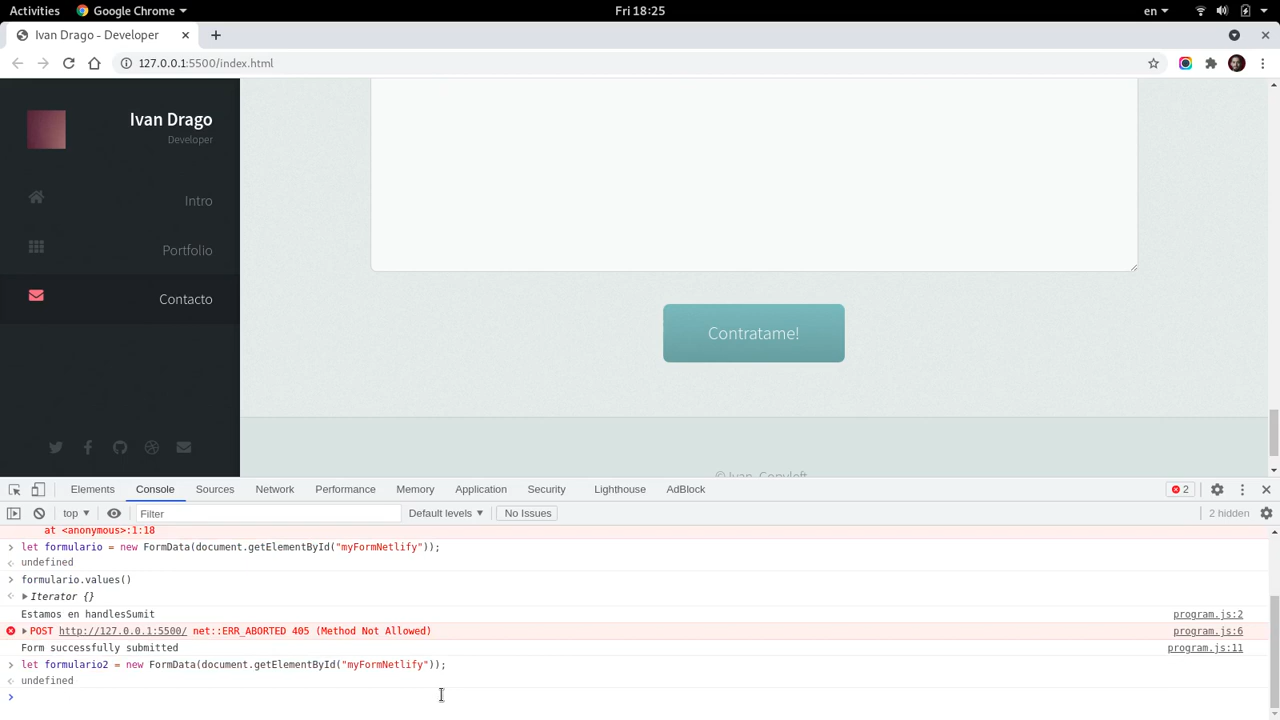 Activities
Google Chrome
Fri 18:25
en
Ivan Drago - Developer
127.0.0.1:5500/index.html
Ivan Drago
Developer
Intro
Portfolio
Contacto
Contratame!
© Ivan. Copyleft
Elements
Console
Sources
Network
Performance
Memory
Application
Security
Lighthouse
AdBlock
2
top
Filter
Default levels
No Issues
2 hidden
at <anonymous>:1:18
let formulario = new FormData(document.getElementById("myFormNetlify"));
undefined
formulario.values()
Iterator {}
Estamos en handlesSumit program.js:2
POST http://127.0.0.1:5500/ net::ERR_ABORTED 405 (Method Not Allowed) program.js:6
Form successfully submitted program.js:11
let formulario2 = new FormData(document.getElementById("myFormNetlify"));
undefined